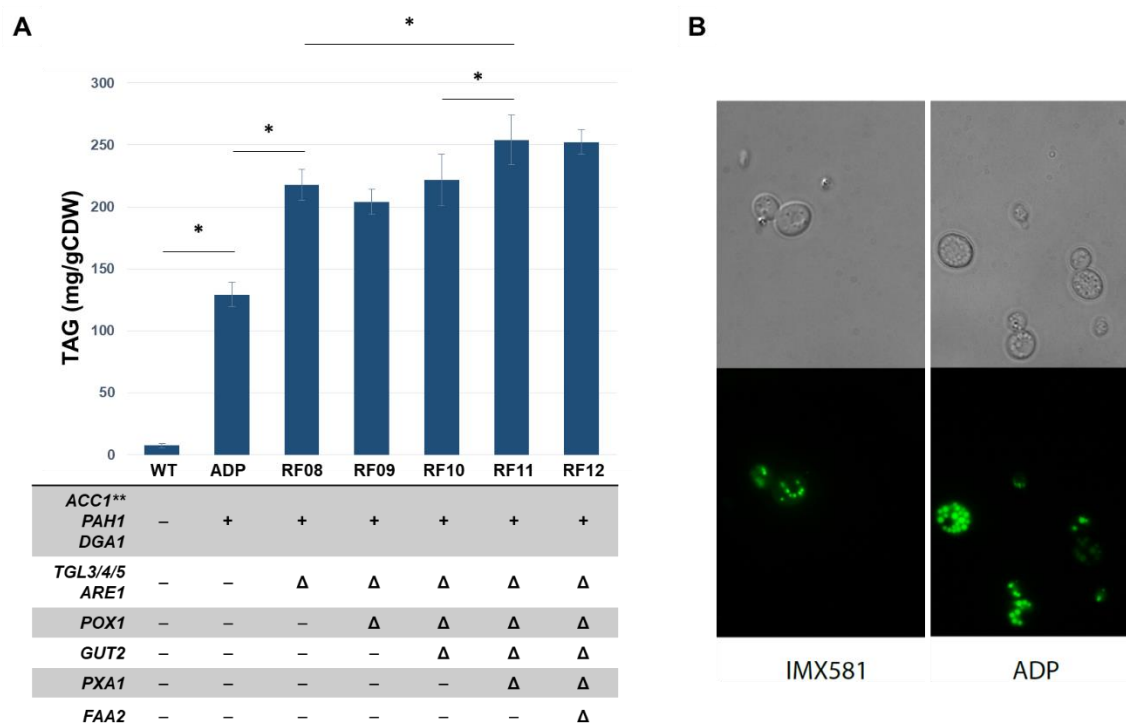 A
B
*
*
*
*
TAG (mg/gCDW)
300
250
200
150
100
50
0
WT ADP RF08 RF09 RF10 RF11 RF12
ACC1**
PAH1
DGA1
– + + + + + +
TGL3/4/5
ARE1
– – Δ Δ Δ Δ Δ
POX1 – – – Δ Δ Δ Δ
GUT2 – – – – Δ Δ Δ
PXA1 – – – – – Δ Δ
FAA2 – – – – – – Δ
IMX581 ADP